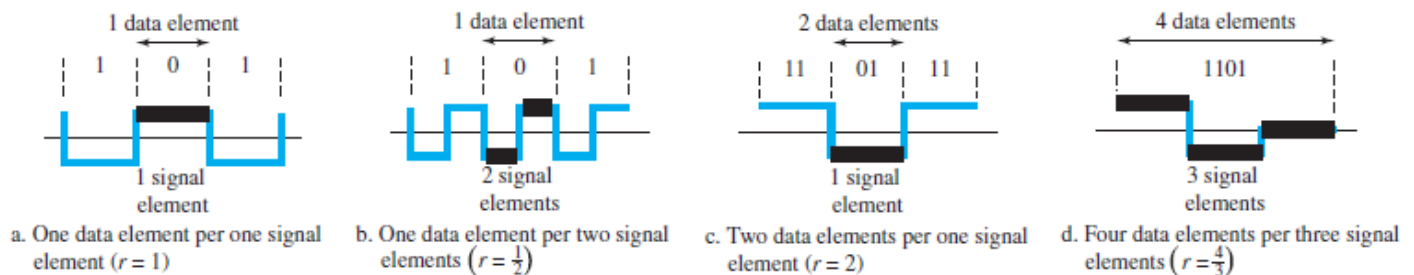 1 data element
1 0 1
1 signal
element
a. One data element per one signal
element (r = 1)
1 data element
1 0 1
2 signal
elements
b. One data element per two signal
elements (r = 1/2)
2 data elements
11 01 11
1 signal
element
c. Two data elements per one signal
element (r = 2)
4 data elements
1101
3 signal
elements
d. Four data elements per three signal
elements (r = 4/3)